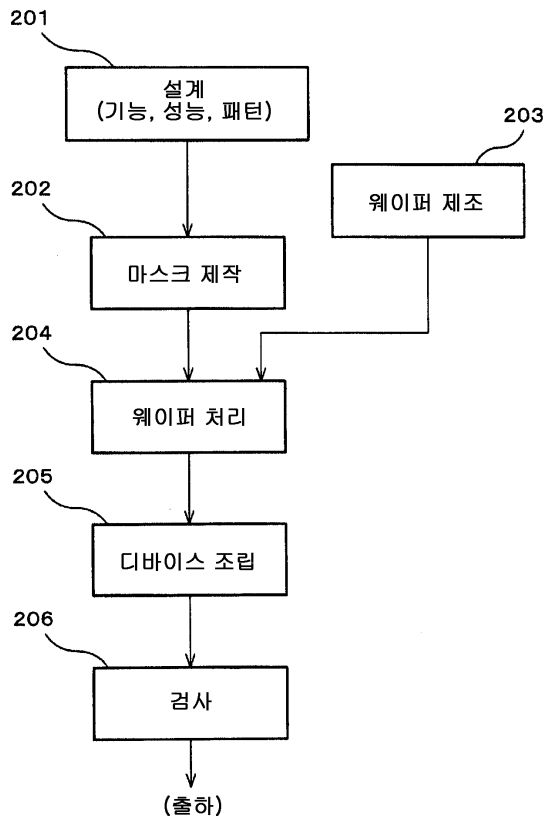 201
설계
(기능, 성능, 패턴)
203
웨이퍼 제조
202
마스크 제작
204
웨이퍼 처리
205
디바이스 조립
206
검사
(출하)